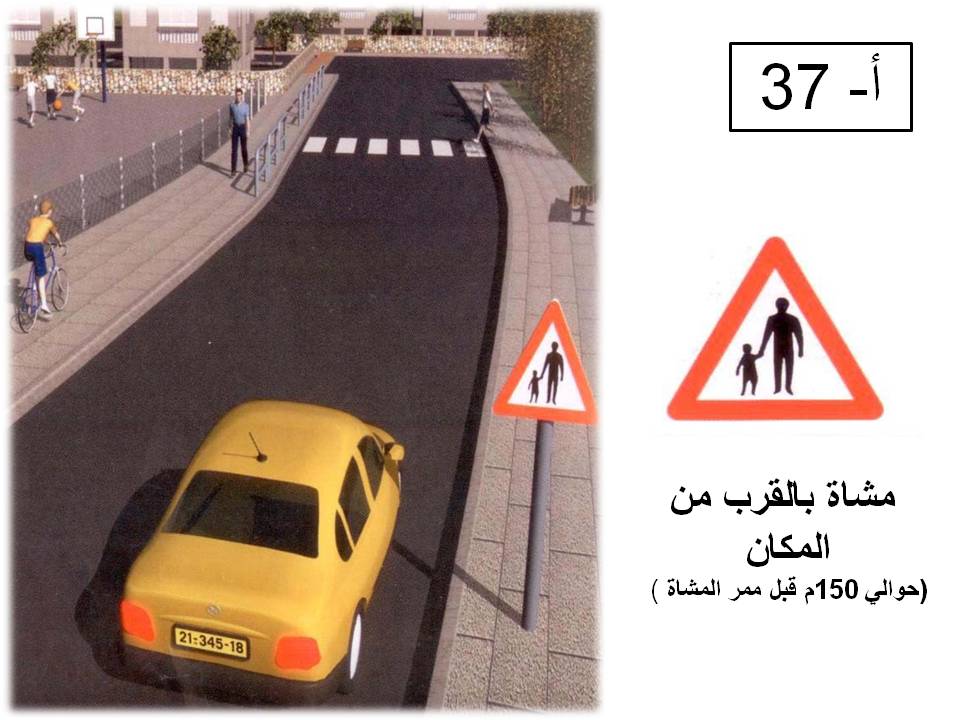 أ- 37
مشاة بالقرب من
المكان
(حوالي 150م قبل ممر المشاة )
21-345-18